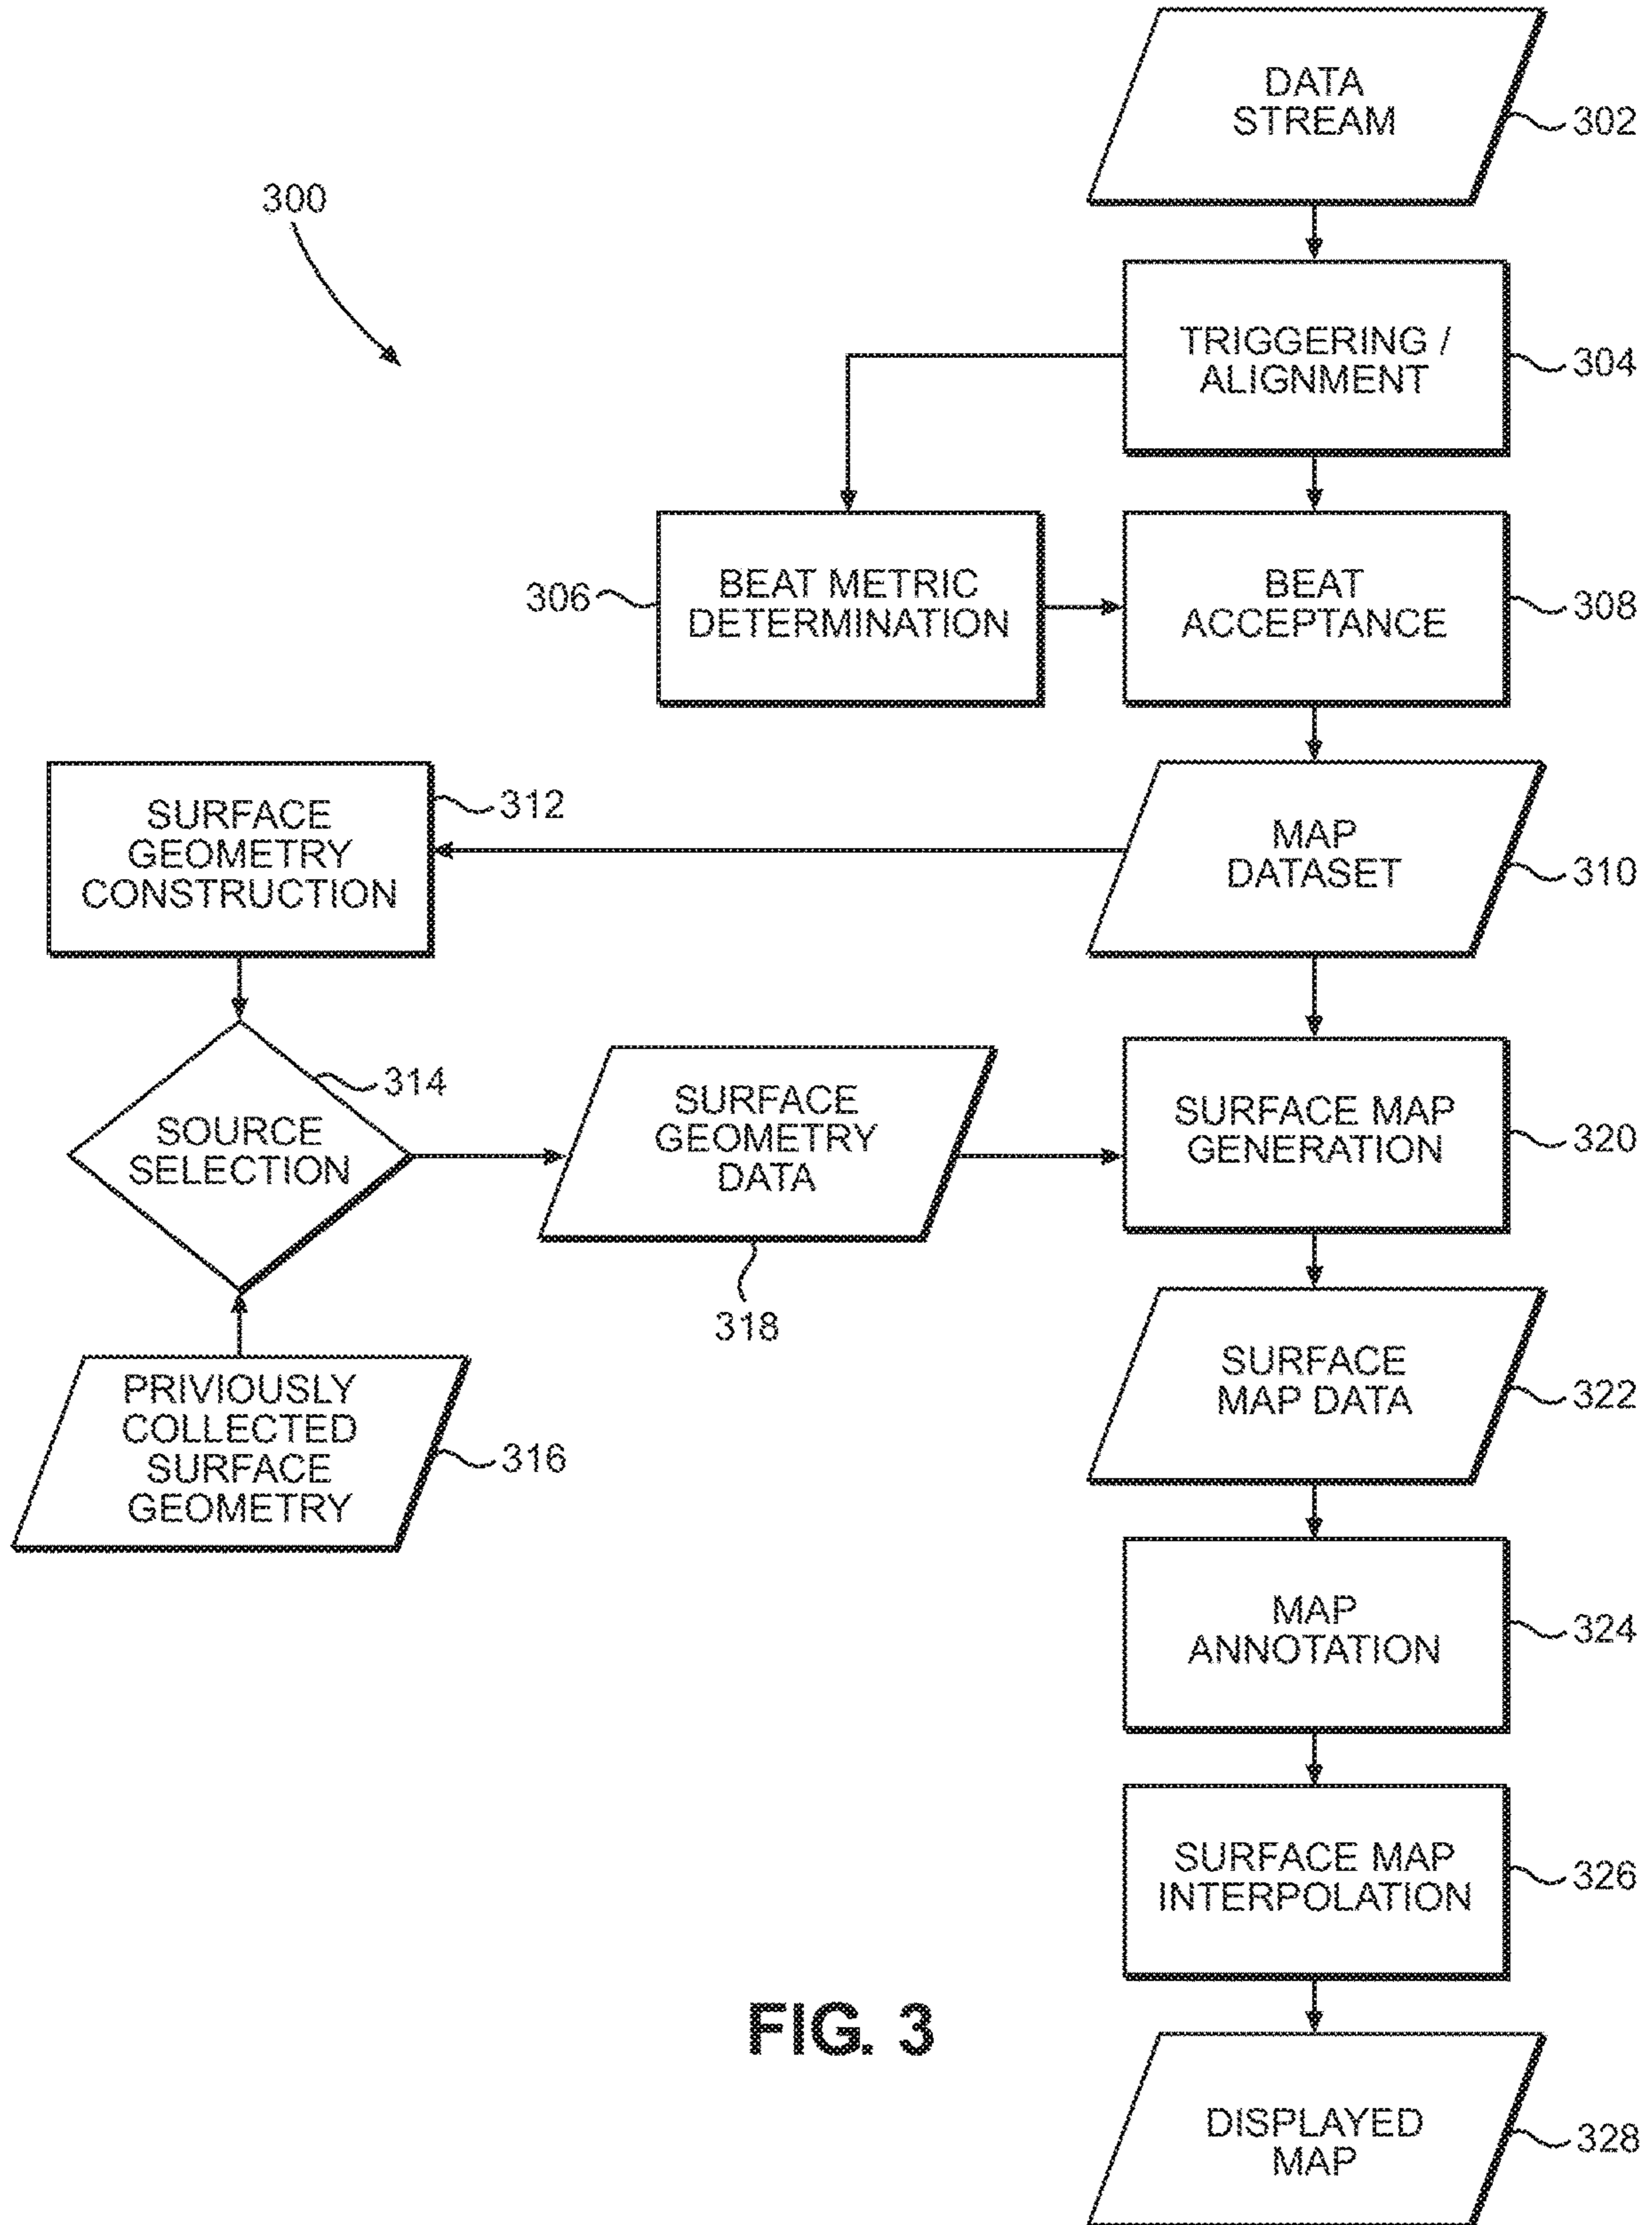 DATA
STREAM
302
300
TRIGGERING /
ALIGNMENT
304
306
BEAT METRIC
DETERMINATION
BEAT
ACCEPTANCE
308
SURFACE
GEOMETRY
CONSTRUCTION
312
MAP
DATASET
310
SOURCE
SELECTION
314
SURFACE
GEOMETRY
DATA
318
SURFACE MAP
GENERATION
320
PRIVIOUSLY
COLLECTED
SURFACE
GEOMETRY
316
SURFACE
MAP DATA
322
MAP
ANNOTATION
324
SURFACE MAP
INTERPOLATION
326
FIG. 3
DISPLAYED
MAP
328